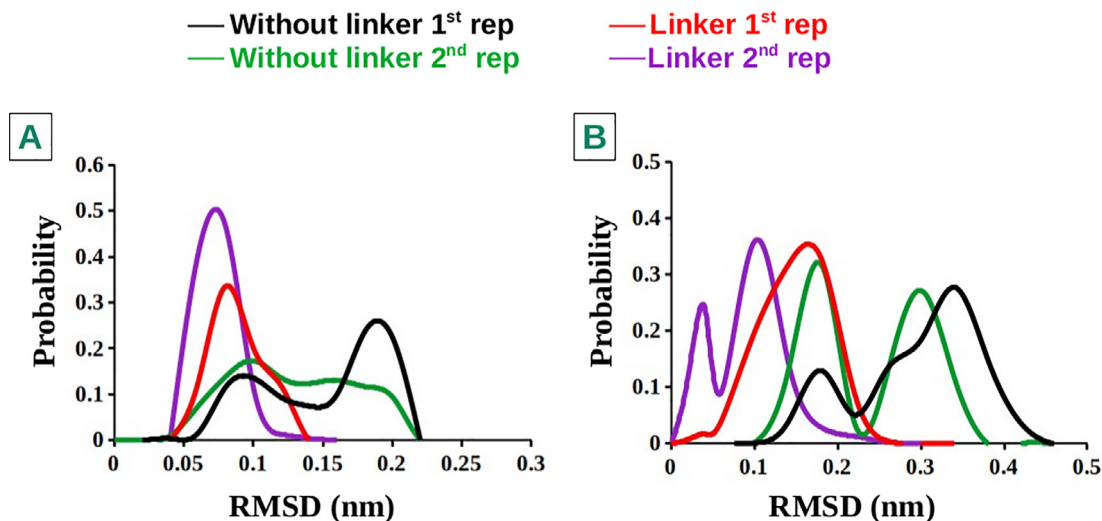 Without linker 1st rep
Linker 1st rep
Without linker 2nd rep
Linker 2nd rep
A
B
0.6
0.5
0.4
0.3
0.2
0.1
0
Probability
0 0.05 0.1 0.15 0.2 0.25 0.3
RMSD (nm)
0.5
0.4
0.3
0.2
0.1
0
Probability
0 0.1 0.2 0.3 0.4 0.5
RMSD (nm)